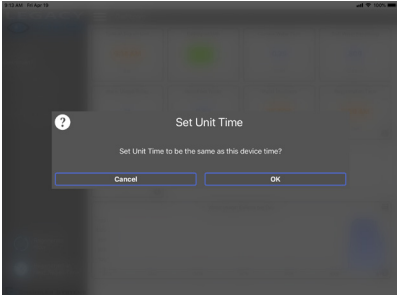 9:13 AM Fri Apr 19
100%
?
Set Unit Time
Set Unit Time to be the same as this device time?
Cancel
OK